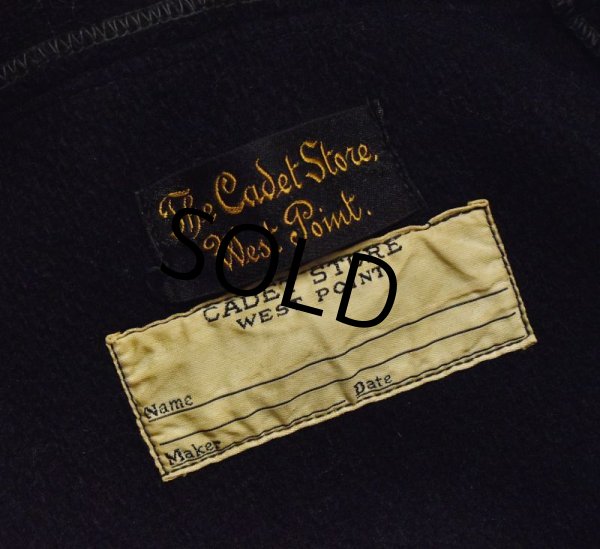 The Cadet Store,
West Point.
SOLD
CADET STORE
WEST POINT
Name
Date
Maker